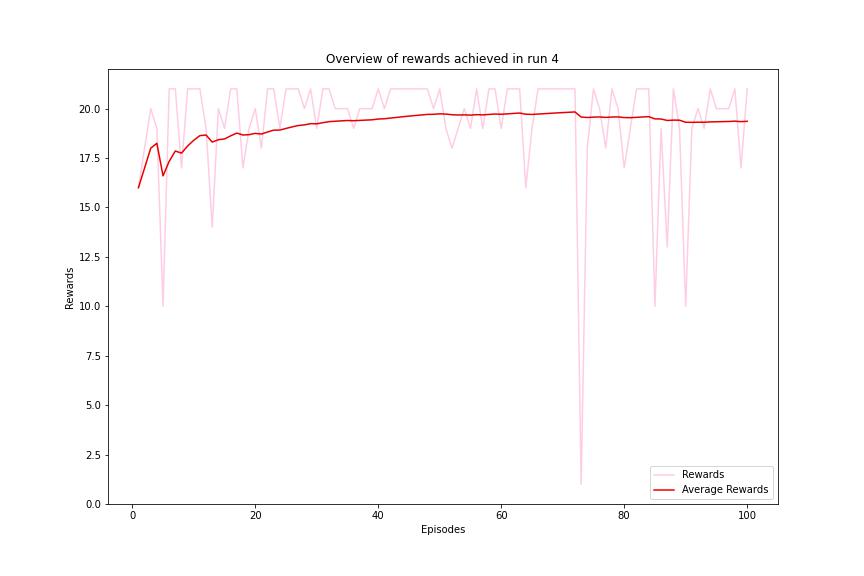 Overview of rewards achieved in run 4
Rewards
20.0
17.5
15.0
12.5
10.0
7.5
5.0
2.5
0.0
0 20 40 60 80 100
Episodes
Rewards
Average Rewards